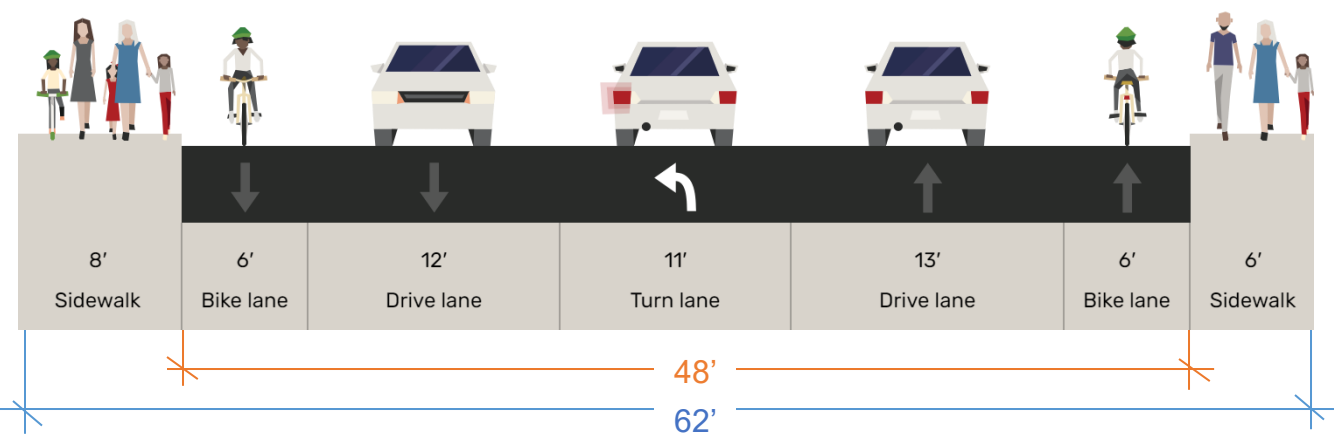 8′ 6′ 12′ 11′ 13′ 6′ 6′
Sidewalk Bike lane Drive lane Turn lane Drive lane Bike lane Sidewalk
48’
62’